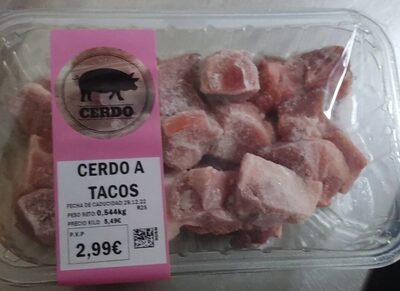 CERDO
CERDO A
TACOS
FECHA DE CADUCIDAD 29.12.22
PESO NETO: 0,544kg R25
PRECIO KILO: 5,49€
P.V.P
2,99€